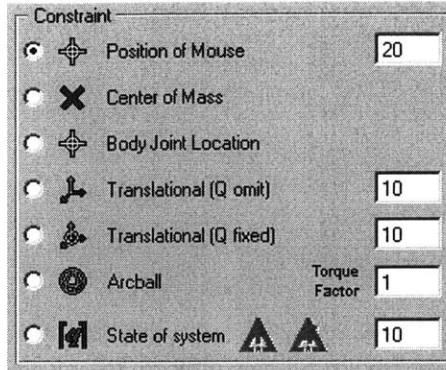 Constraint
Position of Mouse 20
Center of Mass
Body Joint Location
Translational (Q omit) 10
Translational (Q fixed) 10
Arcball Torque Factor 1
State of system 10